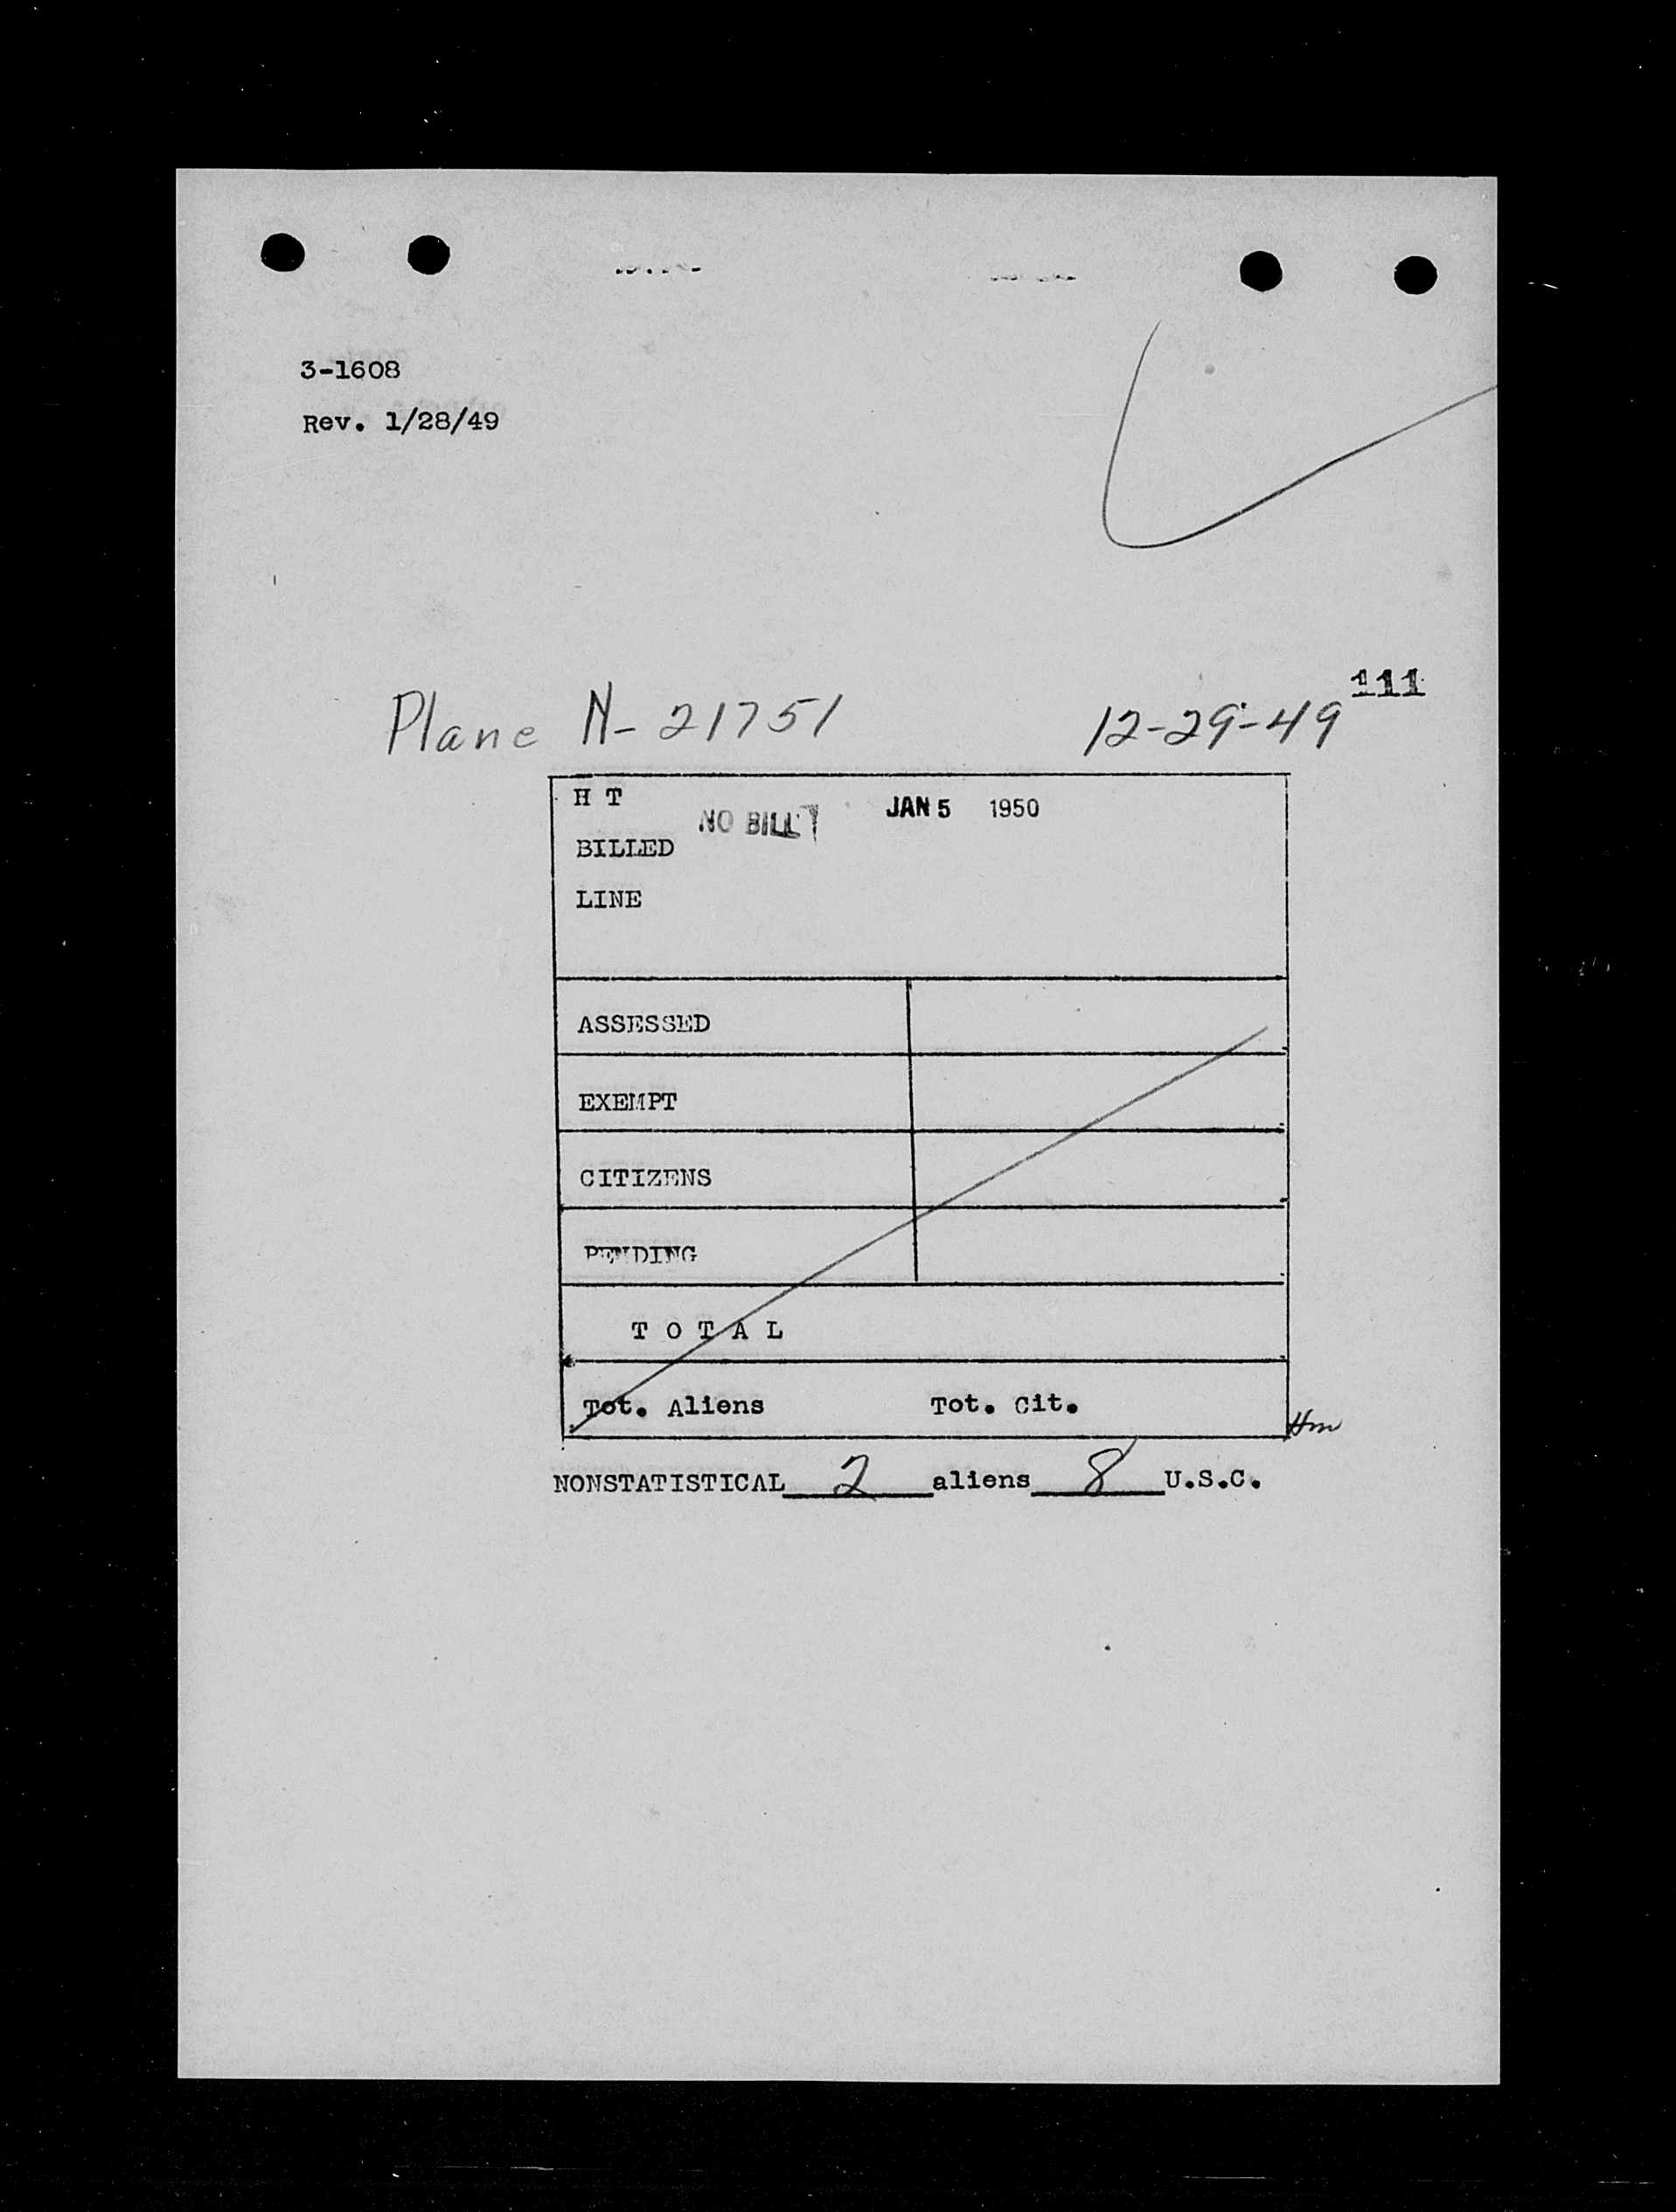 3-1608
Rev. 1/28/49
111
Plane N-21751 12-29-49
H T
NO BILL JAN 5 1950
BILLED
LINE
ASSESSED
EXEMPT
CITIZENS
PENDING
T O T A L
Tot. Aliens Tot. Cit.
NONSTATISTICAL 2 aliens 8 U.S.C.